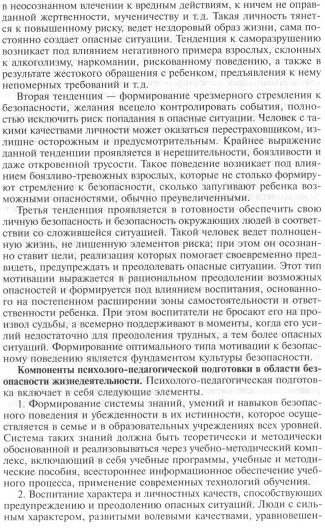 в неосознанном влечении к вредным действиям, к ничем не оправ-
данной жертвенности, мученичеству и т.д. Такая личность тянет-
ся к повышенному риску, ведет нездоровый образ жизни, сама по-
стоянно создает опасные ситуации. Тенденция к саморазрушению
возникает под влиянием негативного примера взрослых, склонных
к алкоголизму, наркомании, рискованному поведению, а также в
результате жестокого обращения с ребенком, предъявления к нему
непомерных требований и т.д.
Вторая тенденция — формирование чрезмерного стремления к
безопасности, желания всецело контролировать события, полно-
стью исключить риск попадания в опасные ситуации. Человек с та-
кими качествами личности может оказаться перестраховщиком, из-
лишне осторожным и предусмотрительным. Крайнее выражение
данной тенденции проявляется в нерешительности, боязливости и
даже откровенной трусости. Такое поведение возникает под влия-
нием боязливо-тревожных взрослых, которые не столько формиру-
ют стремление к безопасности, сколько запугивают ребенка воз-
можными опасностями, обычно преувеличенными.
Третья тенденция проявляется в готовности обеспечить свою
личную безопасность и безопасность окружающих людей в соответ-
ствии со сложившейся ситуацией. Такой человек ведет полноцен-
ную жизнь, не лишенную элементов риска; при этом он осознан-
но ставит цели, реализация которых помогает своевременно пред-
видеть, предупреждать и преодолевать опасные ситуации. Этот тип
мотивации выражается в рациональном преодолении возможных
опасностей и формируется под влиянием воспитания, основанно-
го на постепенном расширении зоны самостоятельности и ответ-
ственности ребенка. При этом воспитатели не бросают его на про-
извол судьбы, а всемерно поддерживают в моменты, когда его уси-
лий недостаточно для преодоления трудных, а тем более опасных
ситуаций. Формирование оптимального типа мотивации к безопас-
ному поведению является фундаментом культуры безопасности.
Компоненты психолого-педагогической подготовки в области без-
опасности жизнедеятельности. Психолого-педагогическая подготов-
ка включает в себя следующие элементы.
1. Формирование системы знаний, умений и навыков безопас-
ного поведения и убежденности в их истинности, которое осуще-
ствляется в семье и в образовательных учреждениях всех уровней.
Система таких знаний должна быть теоретически и методически
обоснованной и реализовываться через учебно-методический ком-
плекс, включающий в себя учебные программы, учебные и методи-
ческие пособия, всестороннее информационное обеспечение учеб-
ного процесса, применение современных технологий обучения.
2. Воспитание характера и личностных качеств, способствующих
предупреждению и преодолению опасных ситуаций. Люди с силь-
ным характером, развитыми волевыми качествами, уравновешен-